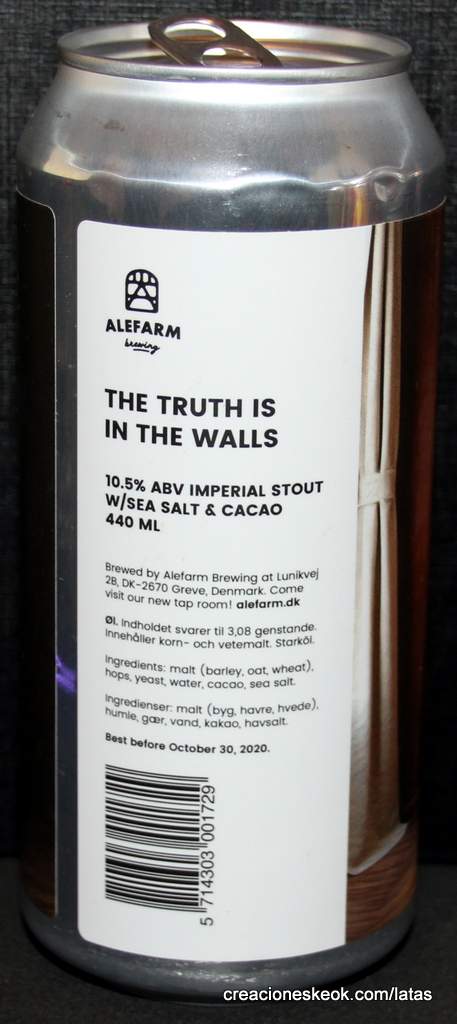 ALEFARM
brewing
THE TRUTH IS
IN THE WALLS
10.5% ABV IMPERIAL STOUT
W/SEA SALT & CACAO
440 ML
Brewed by Alefarm Brewing at Lunikvej
2B, DK-2670 Greve, Denmark. Come
visit our new tap room! alefarm.dk
Øl. Indholdet svarer til 3,08 genstande.
Innehåller korn- och vetemalt. Starköl.
Ingredients: malt (barley, oat, wheat),
hops, yeast, water, cacao, sea salt.
Ingredienser: malt (byg, havre, hvede),
humle, gær, vand, kakao, havsalt.
Best before October 30, 2020.
5 714303 001729
creacioneskeok.com/latas